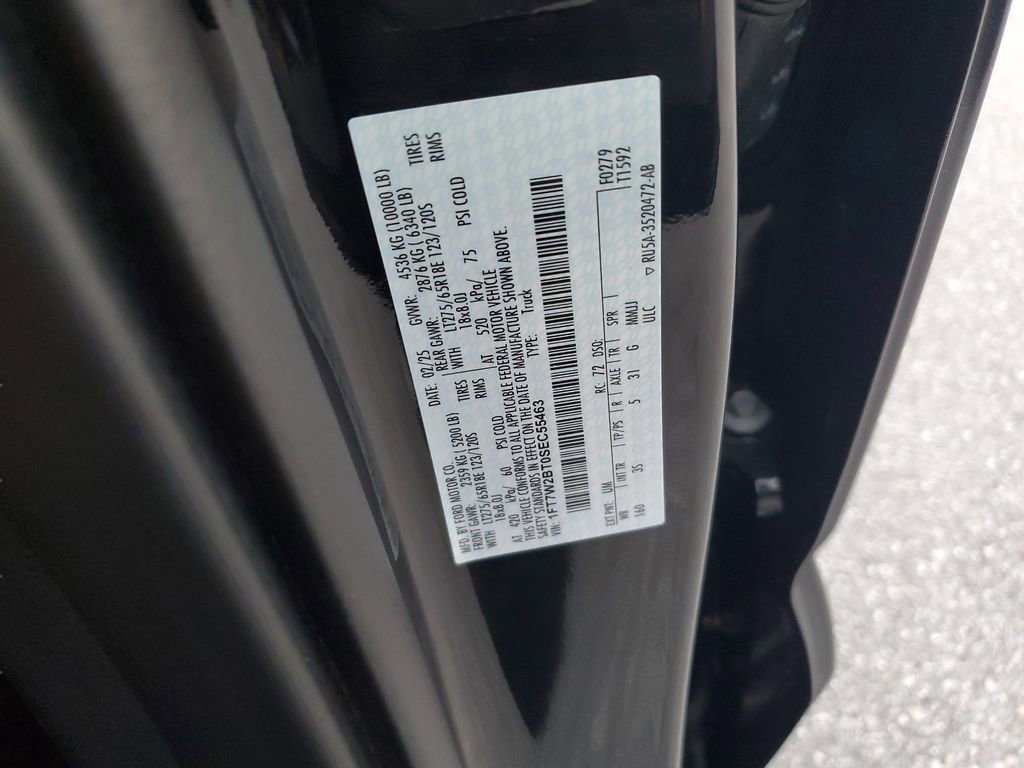 MFD. BY FORD MOTOR CO.
DATE: 02/25 GVWR: 4536 KG (10000 LB)
FRONT GAWR: 2359 KG (5200 LB) REAR GAWR: 2876 KG (6340 LB)
WITH LT275/65R18E 123/120S TIRES WITH LT275/65R18E 123/120S TIRES
18x8.0J RIMS 18x8.0J RIMS
AT 420 kPa/ 60 PSI COLD AT 520 kPa/ 75 PSI COLD
THIS VEHICLE CONFORMS TO ALL APPLICABLE FEDERAL MOTOR VEHICLE
SAFETY STANDARDS IN EFFECT ON THE DATE OF MANUFACTURE SHOWN ABOVE.
VIN: 1FT7W2BT0SEC55463 TYPE: Truck
F0279
T1592
EXT PNT: UM RC: 72 DSO:
WB INT TR TP/PS R AXLE TR SPR
160 3S 5 31 G NMMJJ
ULC ▽ RU5A-3520472-AB